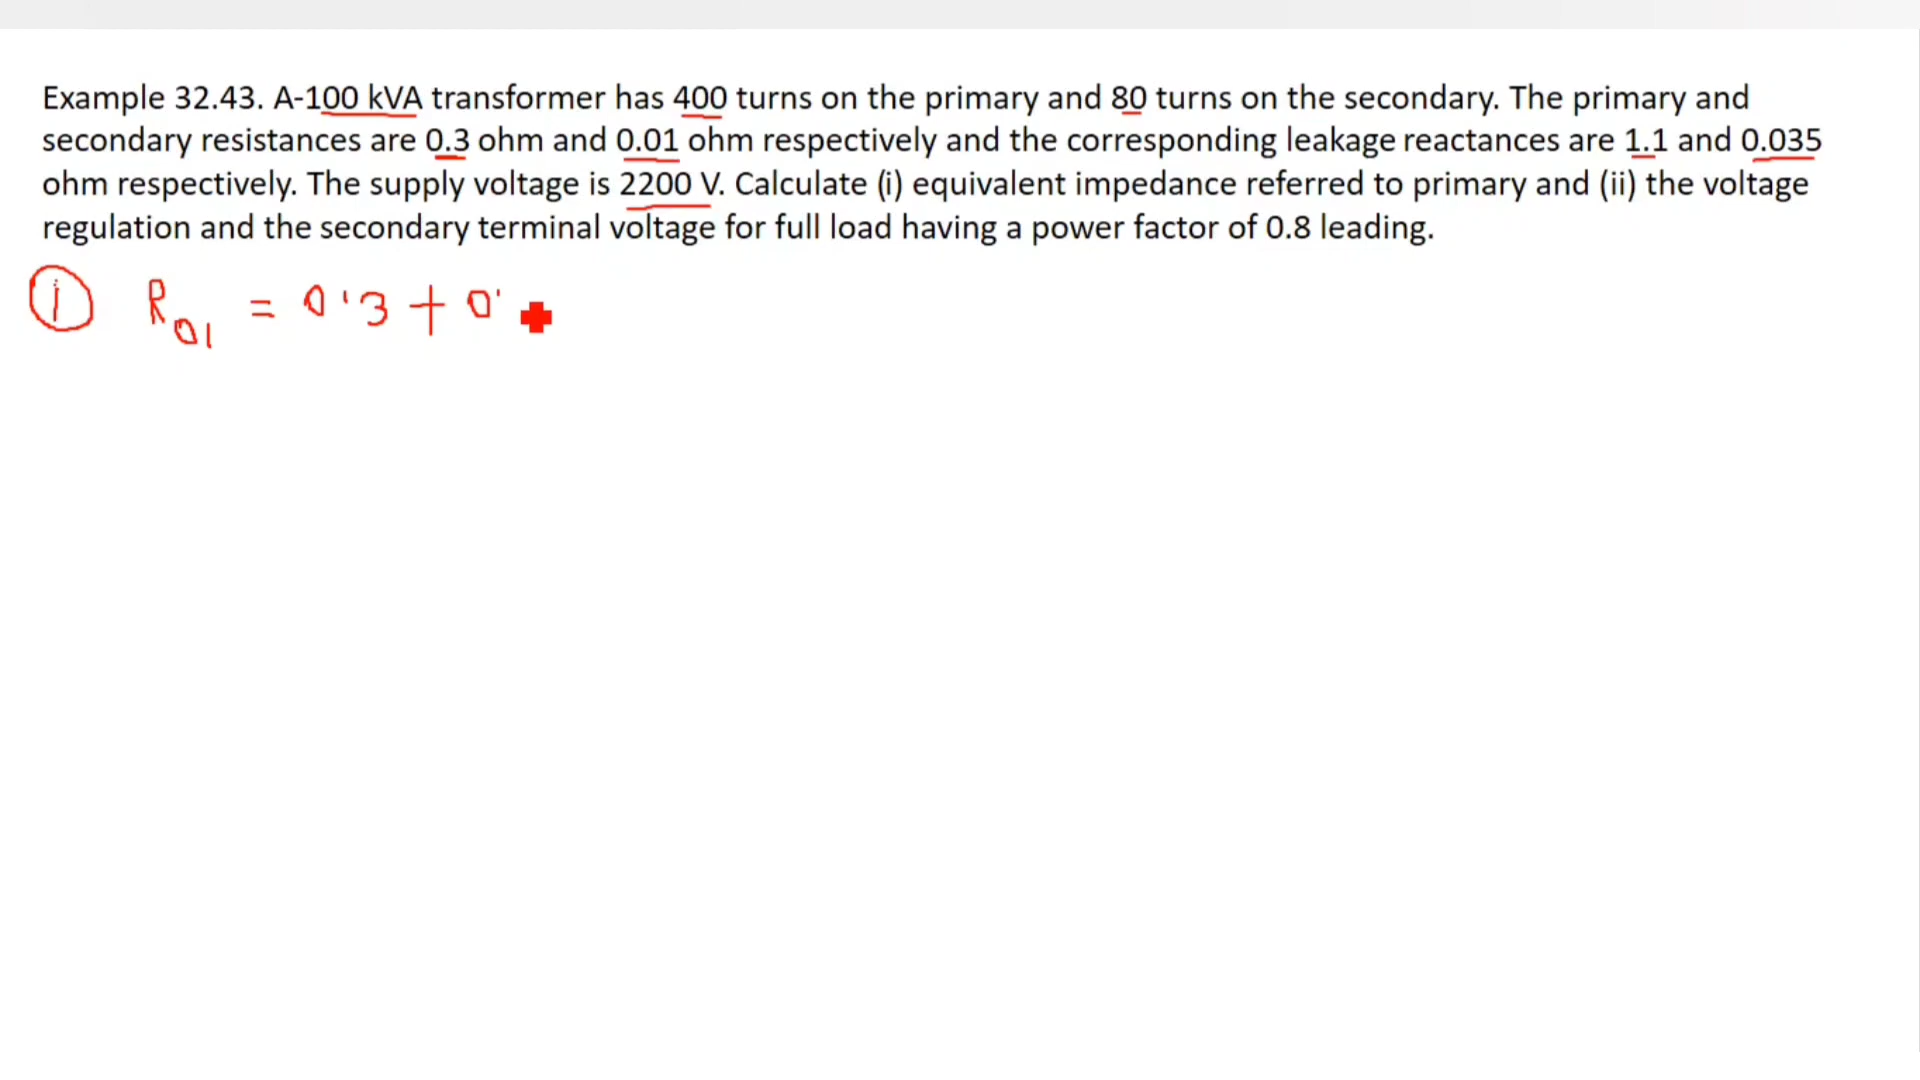 Example 32.43. A-100 kVA transformer has 400 turns on the primary and 80 turns on the secondary. The primary and
secondary resistances are 0.3 ohm and 0.01 ohm respectively and the corresponding leakage reactances are 1.1 and 0.035
ohm respectively. The supply voltage is 2200 V. Calculate (i) equivalent impedance referred to primary and (ii) the voltage
regulation and the secondary terminal voltage for full load having a power factor of 0.8 leading.
i R01 = 0.3 + 0.